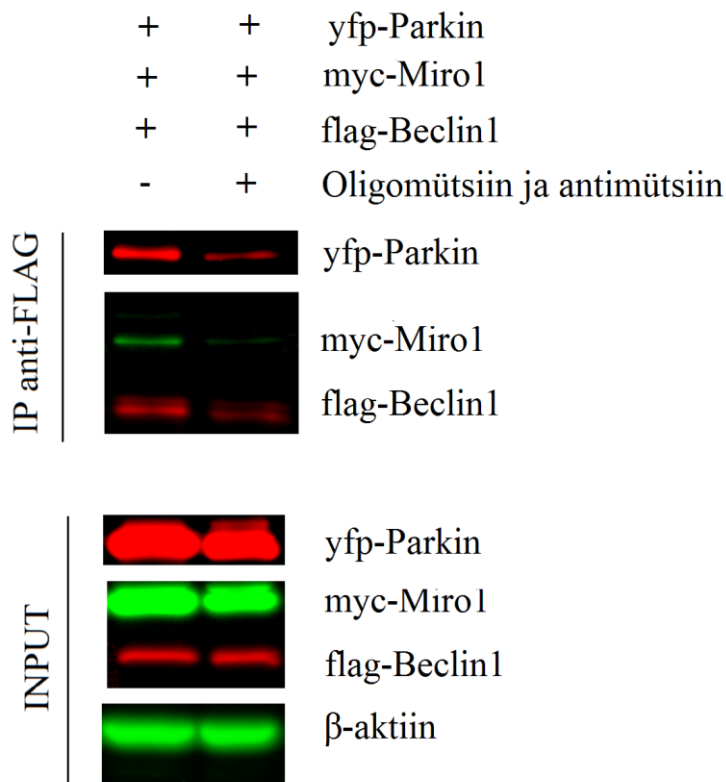 + + yfp-Parkin
+ + myc-Miro1
+ + flag-Beclin1
- + Oligomütsiin ja antimütsiin
IP anti-FLAG
yfp-Parkin
myc-Miro1
flag-Beclin1
INPUT
yfp-Parkin
myc-Miro1
flag-Beclin1
β-aktiin